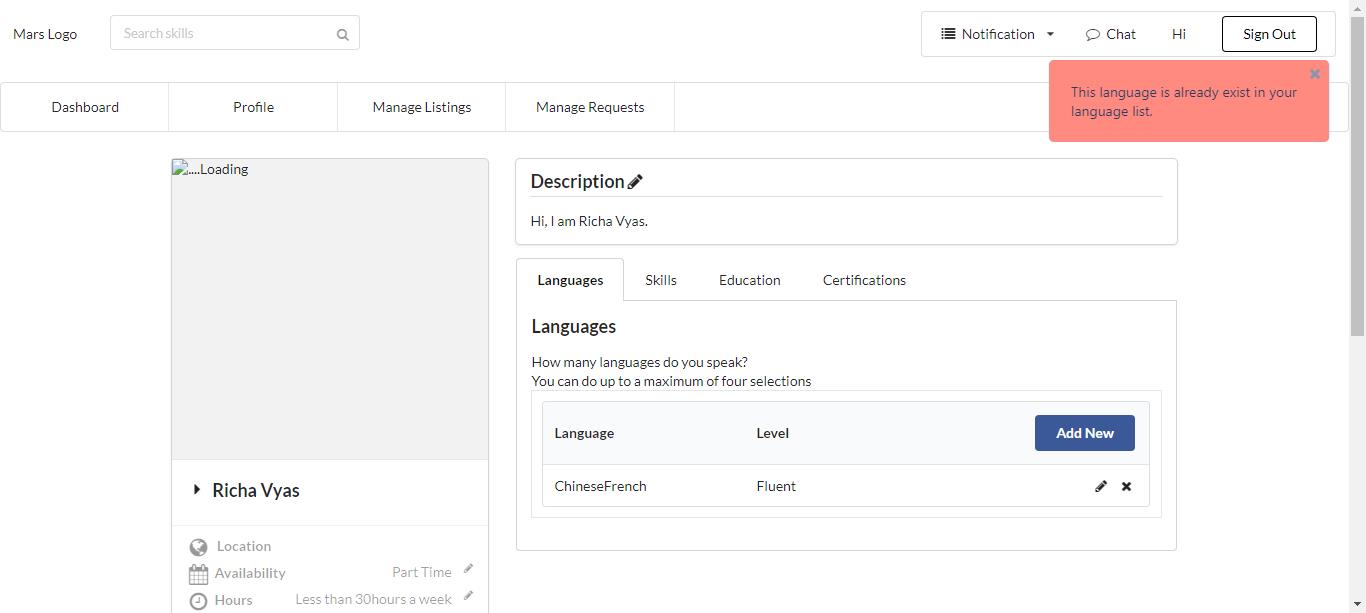 Mars Logo
Search skills
Notification
Chat
Hi
Sign Out
This language is already exist in your
language list.
Dashboard
Profile
Manage Listings
Manage Requests
....Loading
Richa Vyas
Location
Availability
Part Time
Hours
Less than 30hours a week
Description
Hi, I am Richa Vyas.
Languages
Skills
Education
Certifications
Languages
How many languages do you speak?
You can do up to a maximum of four selections
Language
Level
Add New
ChineseFrench
Fluent